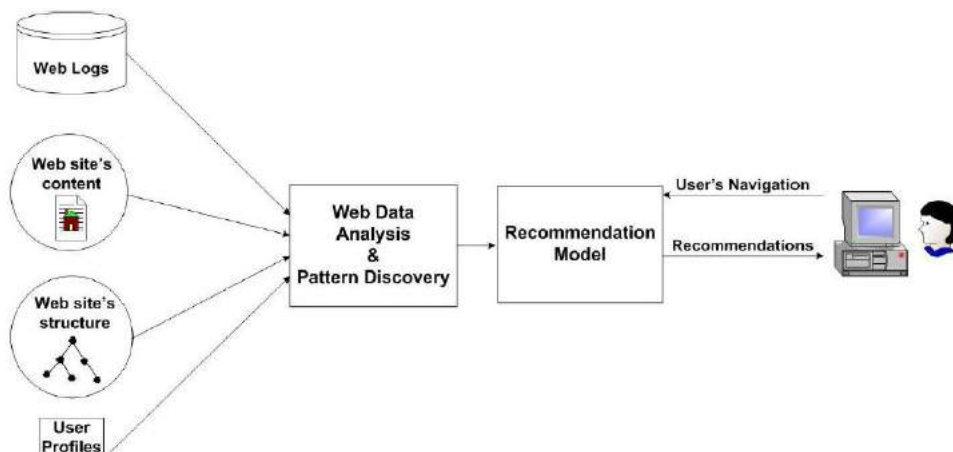 Web Logs
Web site's
content
Web site's
structure
User
Profiles
Web Data
Analysis
&
Pattern Discovery
Recommendation
Model
User's Navigation
Recommendations